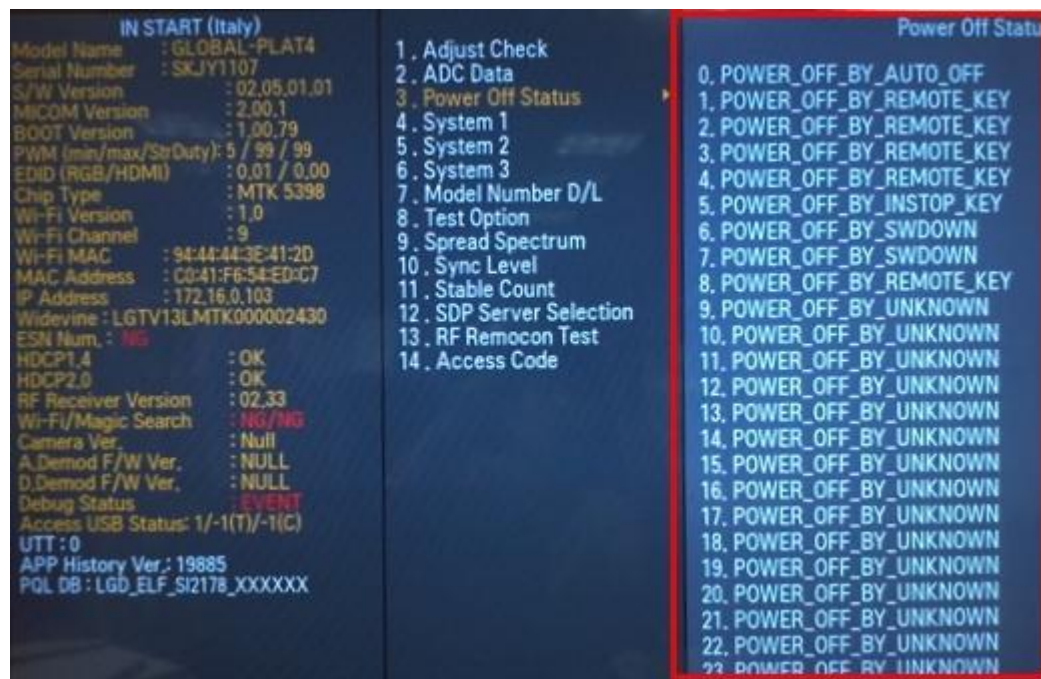 IN START (Italy)
Model Name : GLOBAL-PLAT4
Serial Number : SKJY1107
S/W Version : 02.05.01.01
MICOM Version : 2.00.1
BOOT Version : 1.00.79
PWM (min/max/StrDuty): 5 / 99 / 99
EDID (RGB/HDMI) : 0.01 / 0.00
Chip Type : MTK 5398
Wi-Fi Version : 1.0
Wi-Fi Channel : 9
Wi-Fi MAC : 94:44:44:3E:41:2D
MAC Address : C0:41:F6:54:ED:C7
IP Address : 172.16.0.103
Widevine : LGTV13LMTK000002430
ESN Num. : NG
HDCP1.4 : OK
HDCP2.0 : OK
RF Receiver Version : 02.33
Wi-Fi/Magic Search : NG/NG
Camera Ver. : Null
A.Demod F/W Ver. : NULL
D.Demod F/W Ver. : NULL
Debug Status : EVENT
Access USB Status: 1/-1(T)/-1(C)
UTT : 0
APP History Ver.: 19885
PQL DB : LGD_ELF_SI2178_XXXXXX
1 . Adjust Check
2 . ADC Data
3 . Power Off Status
4 . System 1
5 . System 2
6 . System 3
7 . Model Number D/L
8 . Test Option
9 . Spread Spectrum
10 . Sync Level
11 . Stable Count
12 . SDP Server Selection
13 . RF Remocon Test
14 . Access Code
Power Off Statu
0. POWER_OFF_BY_AUTO_OFF
1. POWER_OFF_BY_REMOTE_KEY
2. POWER_OFF_BY_REMOTE_KEY
3. POWER_OFF_BY_REMOTE_KEY
4. POWER_OFF_BY_REMOTE_KEY
5. POWER_OFF_BY_INSTOP_KEY
6. POWER_OFF_BY_SWDOWN
7. POWER_OFF_BY_SWDOWN
8. POWER_OFF_BY_REMOTE_KEY
9. POWER_OFF_BY_UNKNOWN
10. POWER_OFF_BY_UNKNOWN
11. POWER_OFF_BY_UNKNOWN
12. POWER_OFF_BY_UNKNOWN
13. POWER_OFF_BY_UNKNOWN
14. POWER_OFF_BY_UNKNOWN
15. POWER_OFF_BY_UNKNOWN
16. POWER_OFF_BY_UNKNOWN
17. POWER_OFF_BY_UNKNOWN
18. POWER_OFF_BY_UNKNOWN
19. POWER_OFF_BY_UNKNOWN
20. POWER_OFF_BY_UNKNOWN
21. POWER_OFF_BY_UNKNOWN
22. POWER_OFF_BY_UNKNOWN
23. POWER_OFF_BY_UNKNOWN